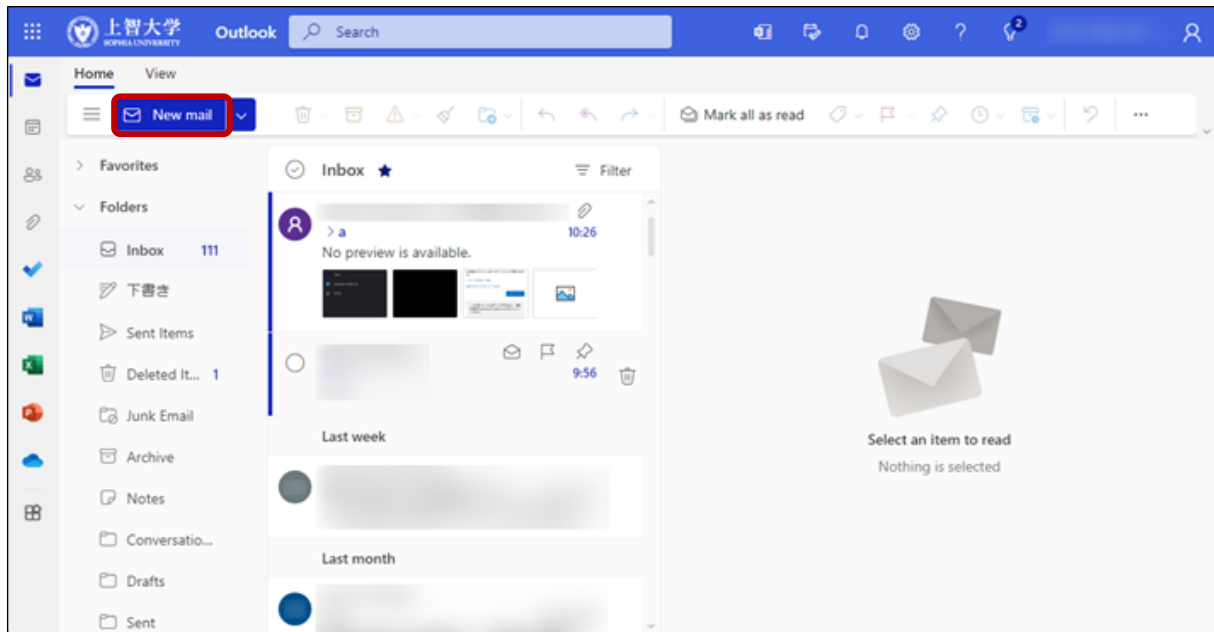 上智大学
SOPHIA UNIVERSITY
Outlook
Search
2
Home View
New mail
Mark all as read
Favorites
Folders
Inbox 111
下書き
Sent Items
Deleted It... 1
Junk Email
Archive
Notes
Conversatio...
Drafts
Sent
Inbox
Filter
a
10:26
No preview is available.
9:56
Last week
Last month
Select an item to read
Nothing is selected